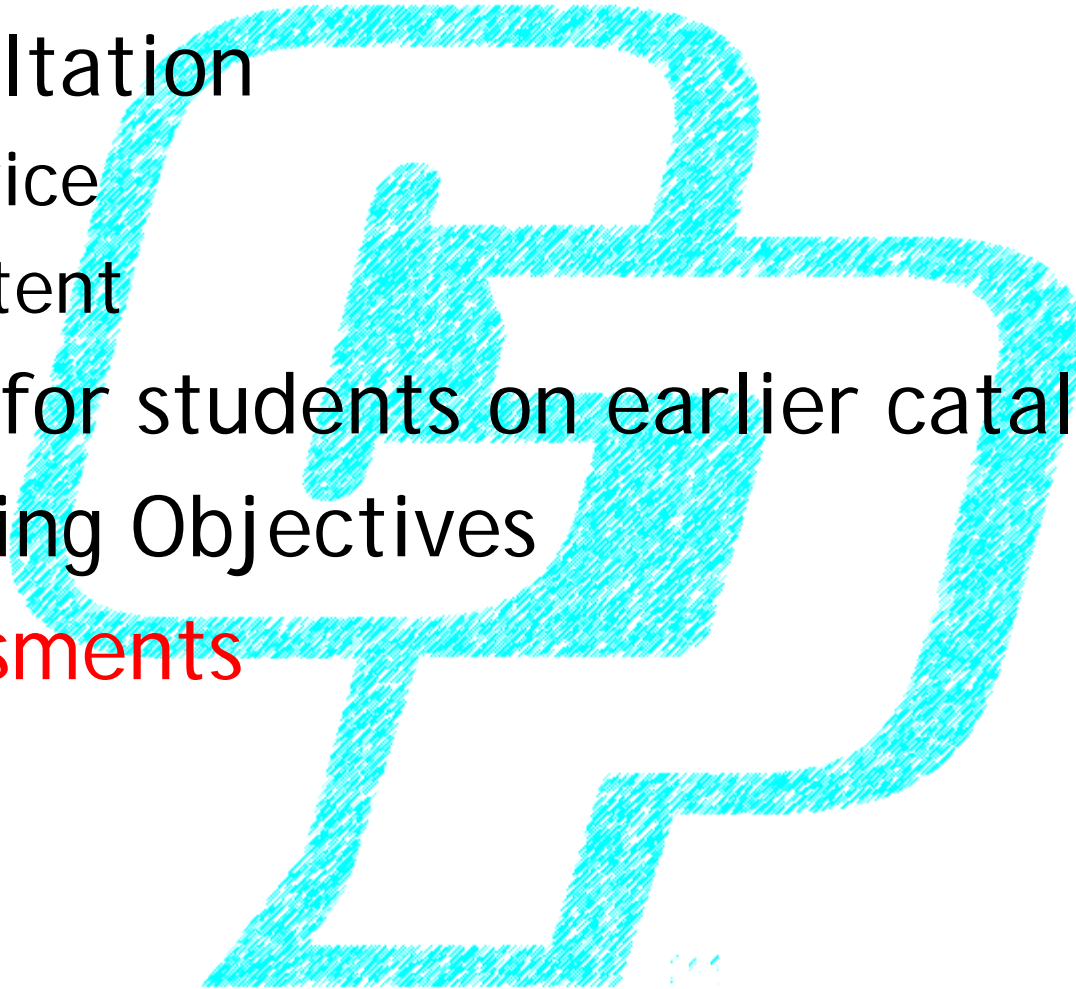 ltation
ice
tent
for students on earlier catal
ing Objectives
sments